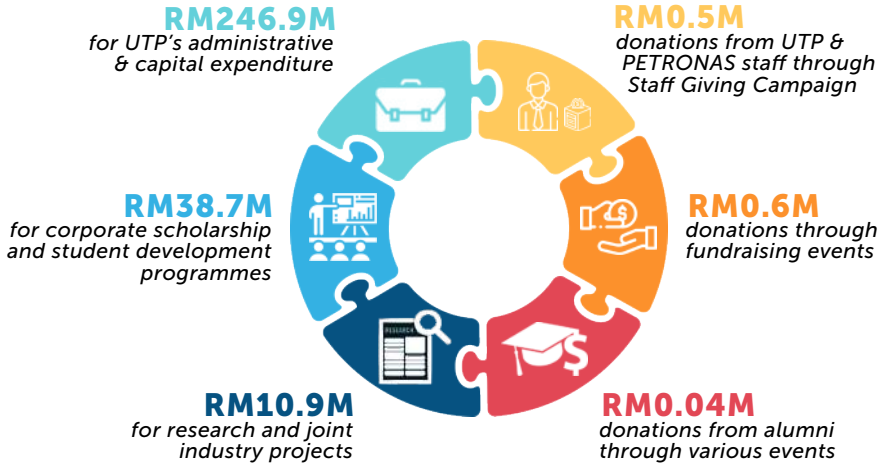 RM246.9M
for UTP's administrative
& capital expenditure
RM0.5M
donations from UTP &
PETRONAS staff through
Staff Giving Campaign
RM38.7M
for corporate scholarship
and student development
programmes
RM0.6M
donations through
fundraising events
RESEARCH
RM10.9M
for research and joint
industry projects
RM0.04M
donations from alumni
through various events